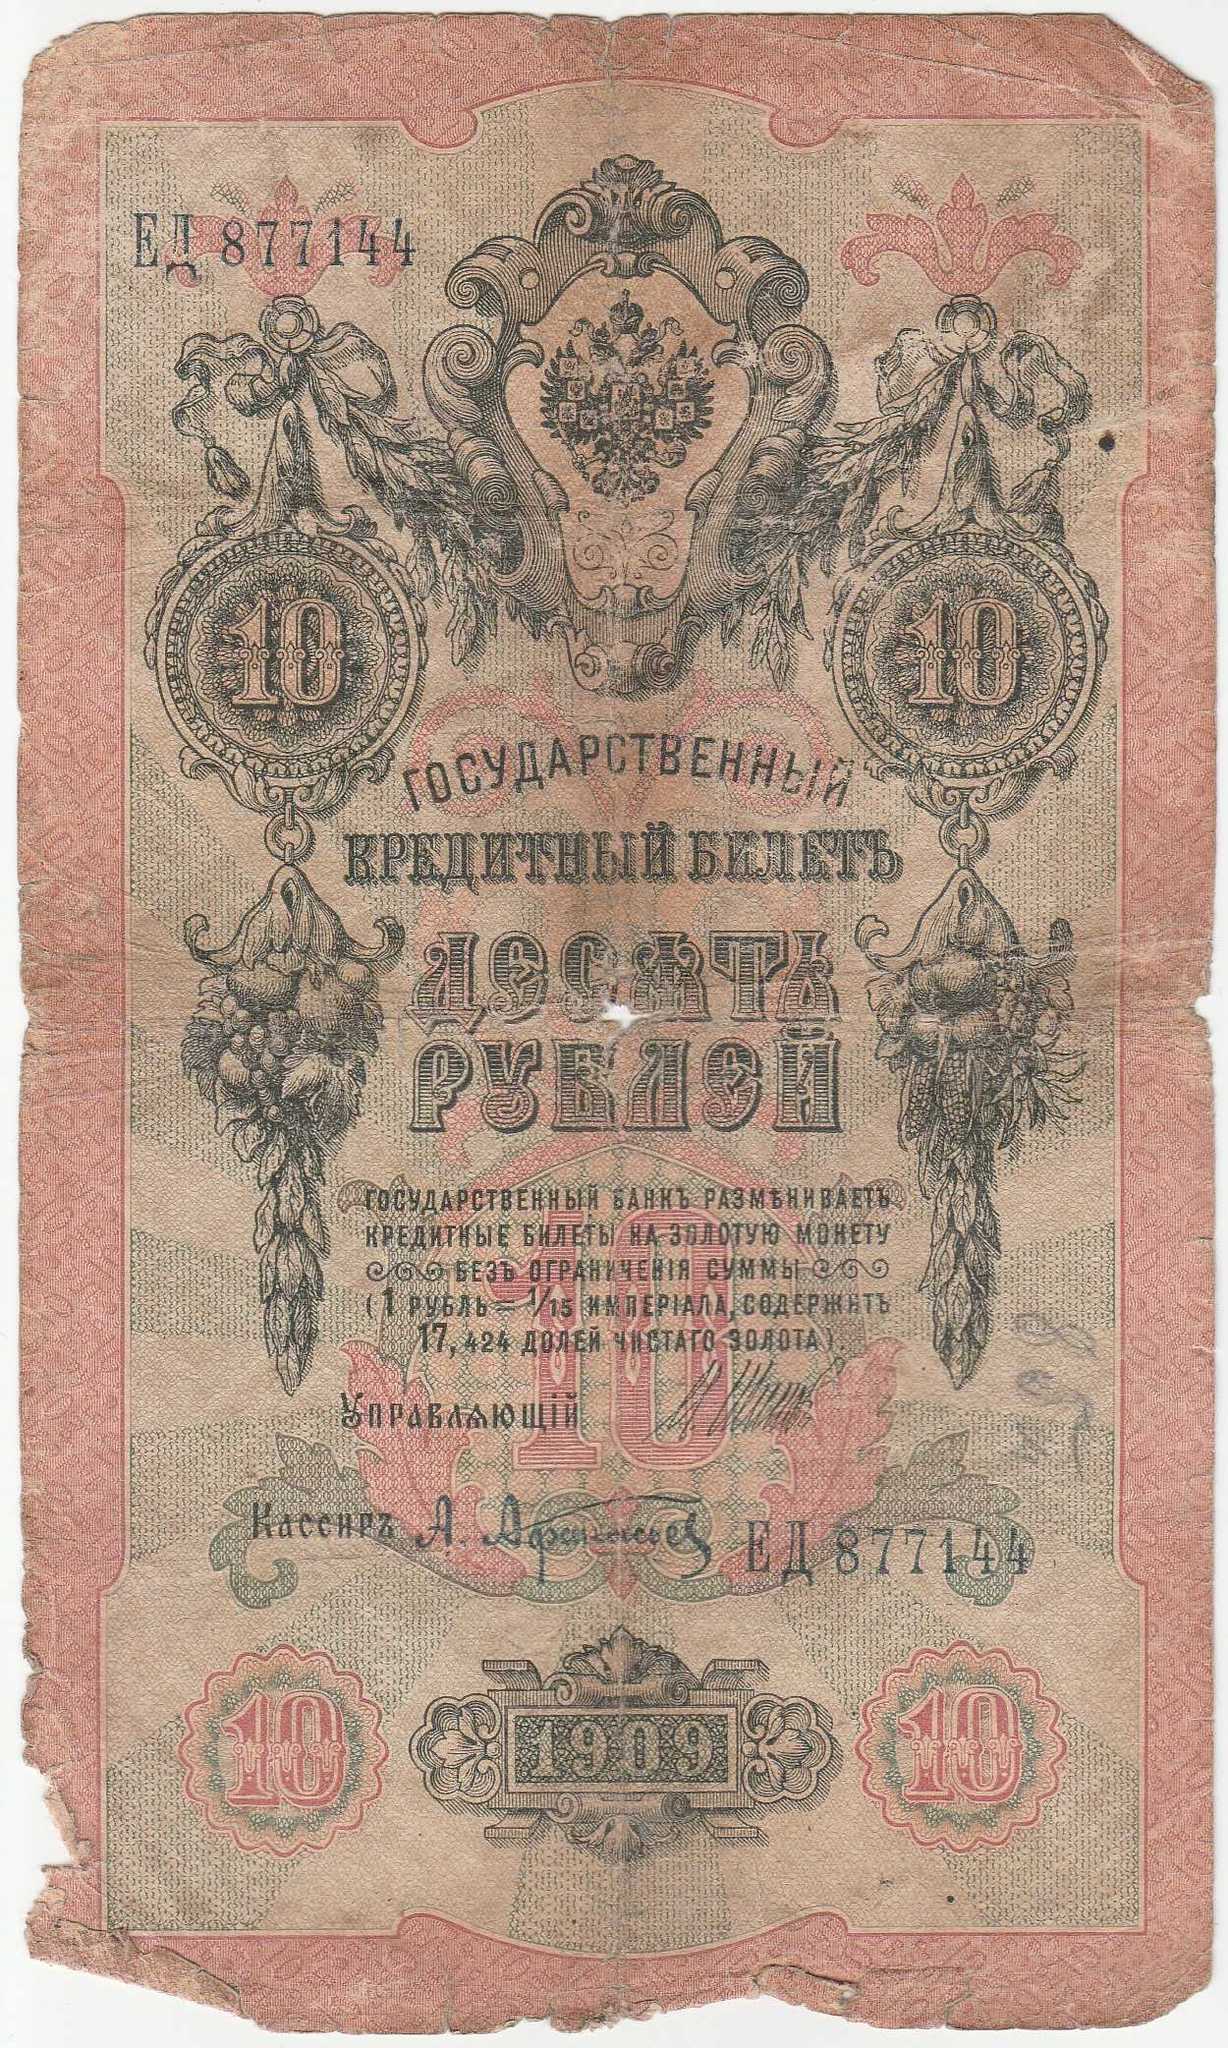 ЕД 877144
10 10
ГОСУДАРСТВЕННЫЙ
КРЕДИТНЫЙ БИЛЕТЪ
ДЕСЯТЬ
РУБЛЕЙ
ГОСУДАРСТВЕННЫЙ БАНКЪ РАЗМѢНИВАЕТЪ
КРЕДИТНЫЕ БИЛЕТЫ НА ЗОЛОТУЮ МОНЕТУ
БЕЗЪ ОГРАНИЧЕНІЯ СУММЫ
(1 РУБЛЬ = 1/15 ИМПЕРІАЛА, СОДЕРЖИТЪ
17,424 ДОЛЕЙ ЧИСТАГО ЗОЛОТА).
10
УПРАВЛЯЮЩІЙ
Кассиръ А. Афанасьев ЕД 877144
10 1909 10